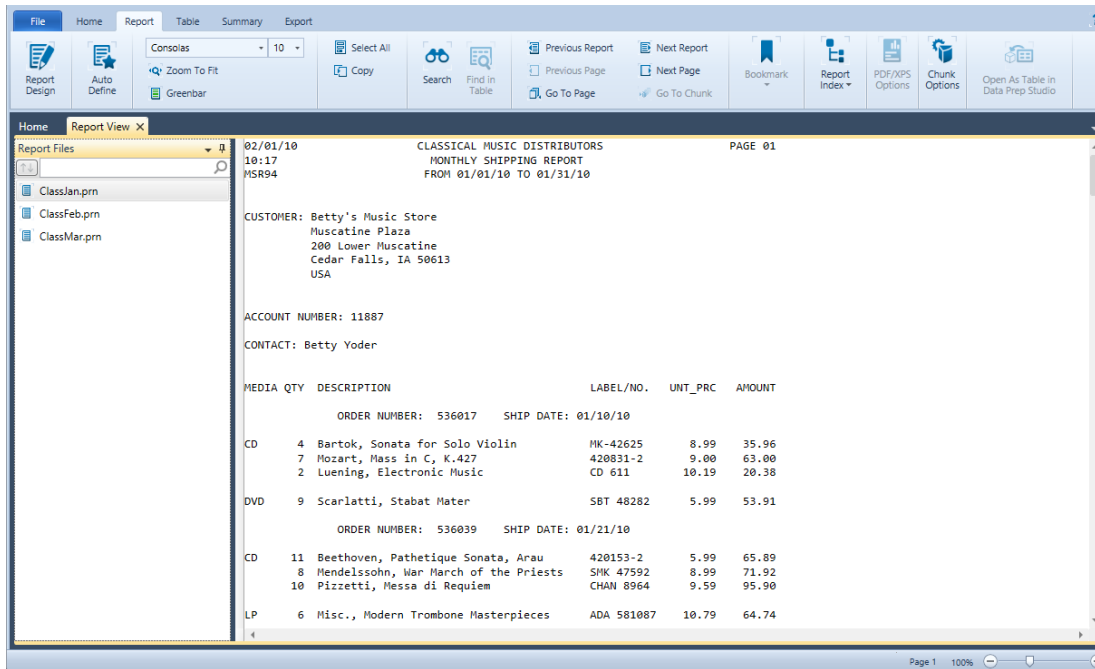 File Home Report Table Summary Export
Report Design
Auto Define
Consolas 10
Zoom To Fit
Greenbar
Select All
Copy
Search
Find in Table
Previous Report
Previous Page
Go To Page
Next Report
Next Page
Go To Chunk
Bookmark
Report Index
PDF/XPS Options
Chunk Options
Open As Table in Data Prep Studio
Home Report View X
Report Files
ClassJan.prn
ClassFeb.prn
ClassMar.prn
02/01/10 CLASSICAL MUSIC DISTRIBUTORS PAGE 01
10:17 MONTHLY SHIPPING REPORT
MSR94 FROM 01/01/10 TO 01/31/10
CUSTOMER: Betty's Music Store
Muscatine Plaza
200 Lower Muscatine
Cedar Falls, IA 50613
USA
ACCOUNT NUMBER: 11887
CONTACT: Betty Yoder
MEDIA QTY DESCRIPTION LABEL/NO. UNT_PRC AMOUNT
ORDER NUMBER: 536017 SHIP DATE: 01/10/10
CD 4 Bartok, Sonata for Solo Violin MK-42625 8.99 35.96
7 Mozart, Mass in C, K.427 420831-2 9.00 63.00
2 Luening, Electronic Music CD 611 10.19 20.38
DVD 9 Scarlatti, Stabat Mater SBT 48282 5.99 53.91
ORDER NUMBER: 536039 SHIP DATE: 01/21/10
CD 11 Beethoven, Pathetique Sonata, Arau 420153-2 5.99 65.89
8 Mendelssohn, War March of the Priests SMK 47592 8.99 71.92
10 Pizzetti, Messa di Requiem CHAN 8964 9.59 95.90
LP 6 Misc., Modern Trombone Masterpieces ADA 581087 10.79 64.74
Page 1 100%